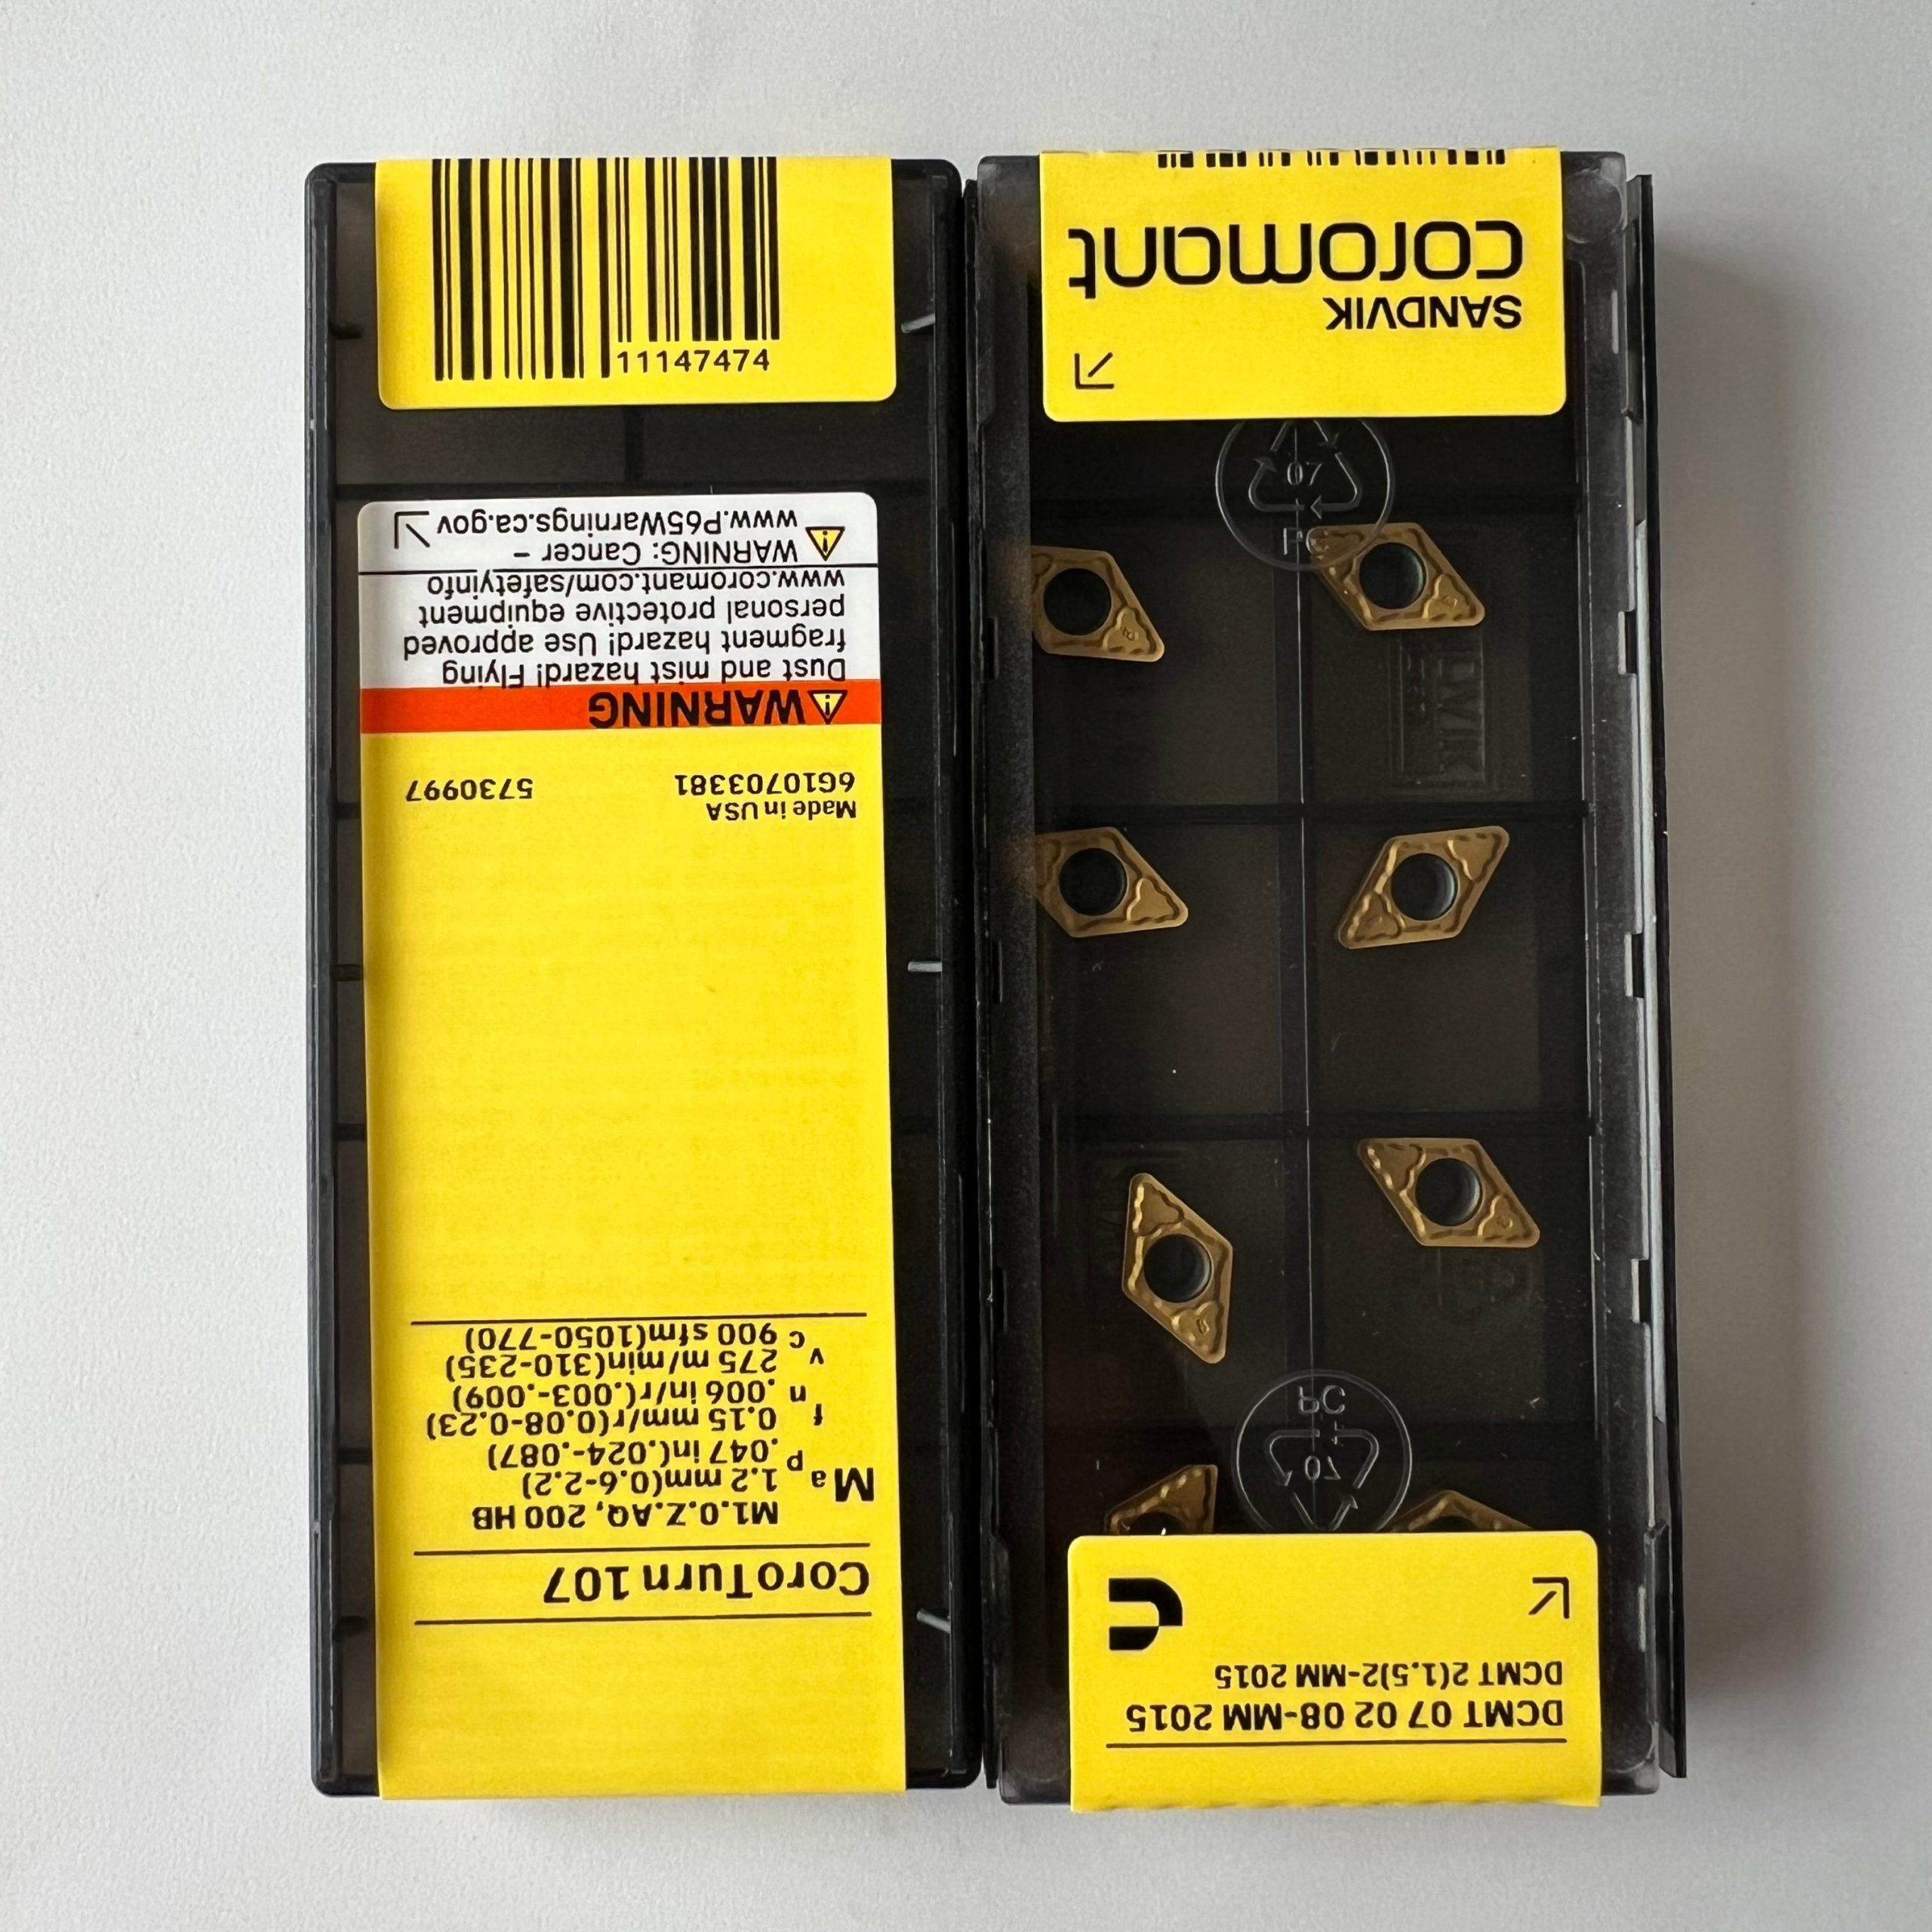 DCMT 07 02 08-MM 2015
DCMT 2(1.5)2-MM 2015
PC
07
07
PC
SANDVIK
coromant
CoroTurn 107
M1.0.Z.AQ, 200 HB
M ap 1.2 mm(0.6-2.2)
.047 in(.024-.087)
fn 0.15 mm/r(0.08-0.23)
.006 in/r(.003-.009)
vc 275 m/min(310-235)
900 sfm(1050-770)
Made in USA
6G10703381 5730997
WARNING
Dust and mist hazard! Flying
fragment hazard! Use approved
personal protective equipment
www.coromant.com/safetyinfo
WARNING: Cancer –
www.P65Warnings.ca.gov
11147474